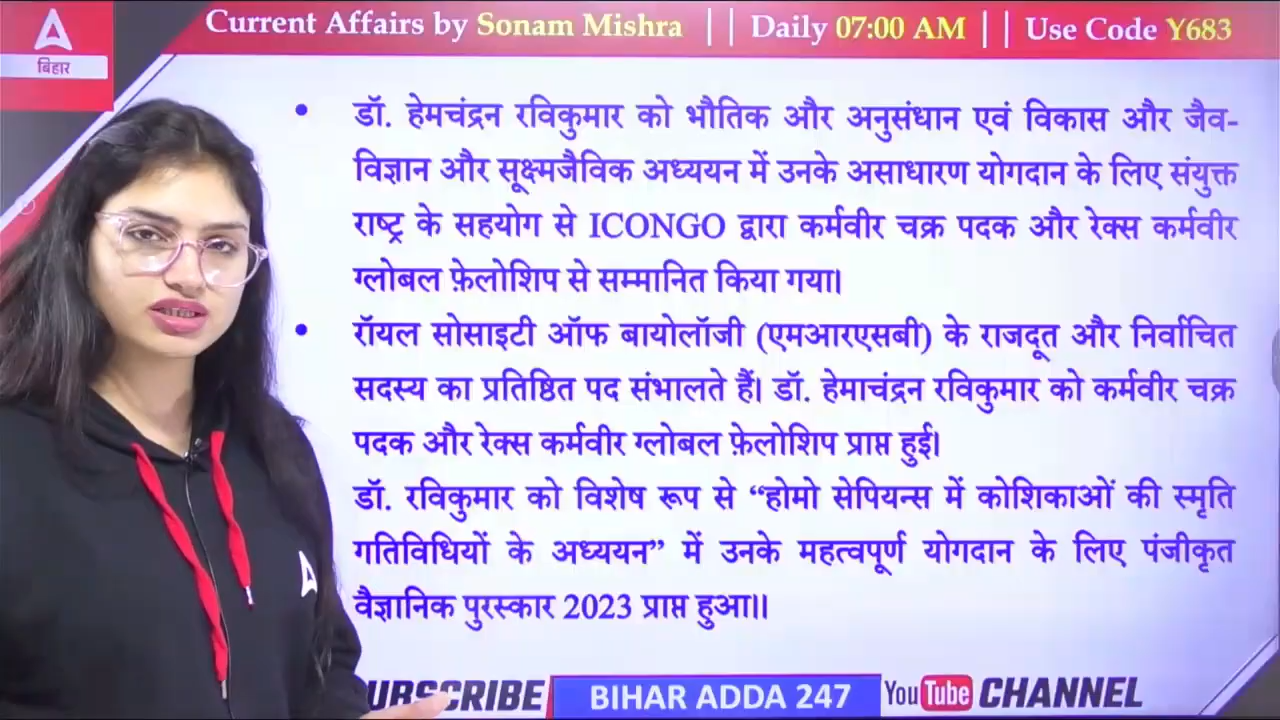 Current Affairs by Sonam Mishra || Daily 07:00 AM || Use Code Y683
A
बिहार
• डॉ. हेमचंद्रन रविकुमार को भौतिक और अनुसंधान एवं विकास और जैव-
विज्ञान और सूक्ष्मजैविक अध्ययन में उनके असाधारण योगदान के लिए संयुक्त
राष्ट्र के सहयोग से ICONGO द्वारा कर्मवीर चक्र पदक और रेक्स कर्मवीर
ग्लोबल फ़ेलोशिप से सम्मानित किया गया।
• रॉयल सोसाइटी ऑफ बायोलॉजी (एमआरएसबी) के राजदूत और निर्वाचित
सदस्य का प्रतिष्ठित पद संभालते हैं। डॉ. हेमाचंद्रन रविकुमार को कर्मवीर चक्र
पदक और रेक्स कर्मवीर ग्लोबल फ़ेलोशिप प्राप्त हुई।
डॉ. रविकुमार को विशेष रूप से “होमो सेपियन्स में कोशिकाओं की स्मृति
गतिविधियों के अध्ययन” में उनके महत्वपूर्ण योगदान के लिए पंजीकृत
वैज्ञानिक पुरस्कार 2023 प्राप्त हुआ।।
UBSCRIBE BIHAR ADDA 247 YouTube CHANNEL